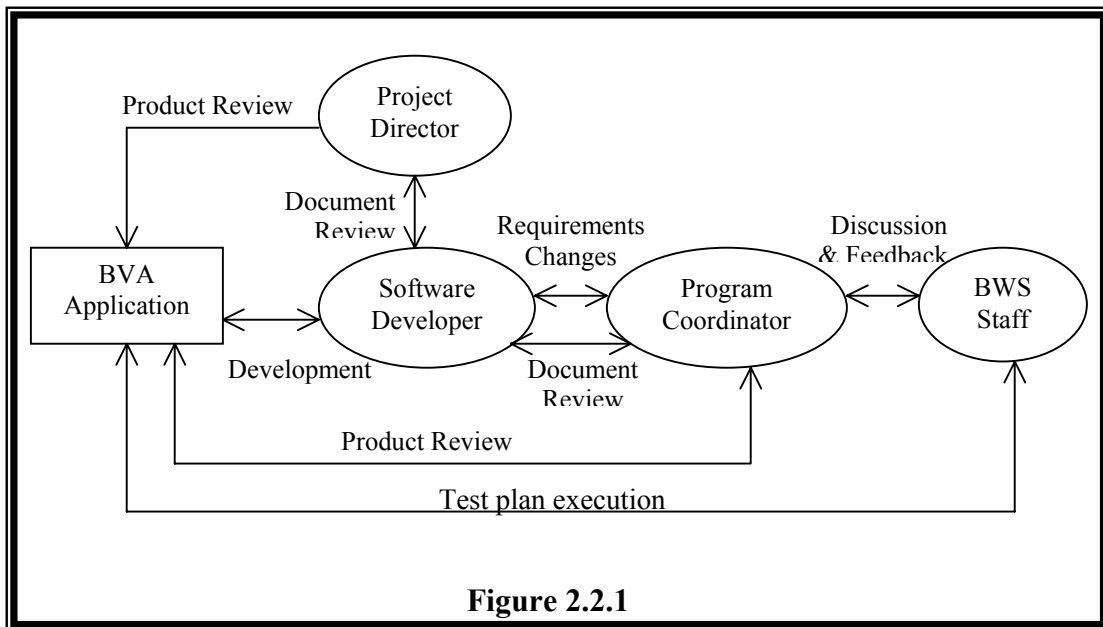 Project
Director
Product Review
Document
Review
Requirements
Changes
Discussion
& Feedback
BVA
Application
Software
Developer
Program
Coordinator
BWS
Staff
Development
Document
Review
Product Review
Test plan execution
Figure 2.2.1